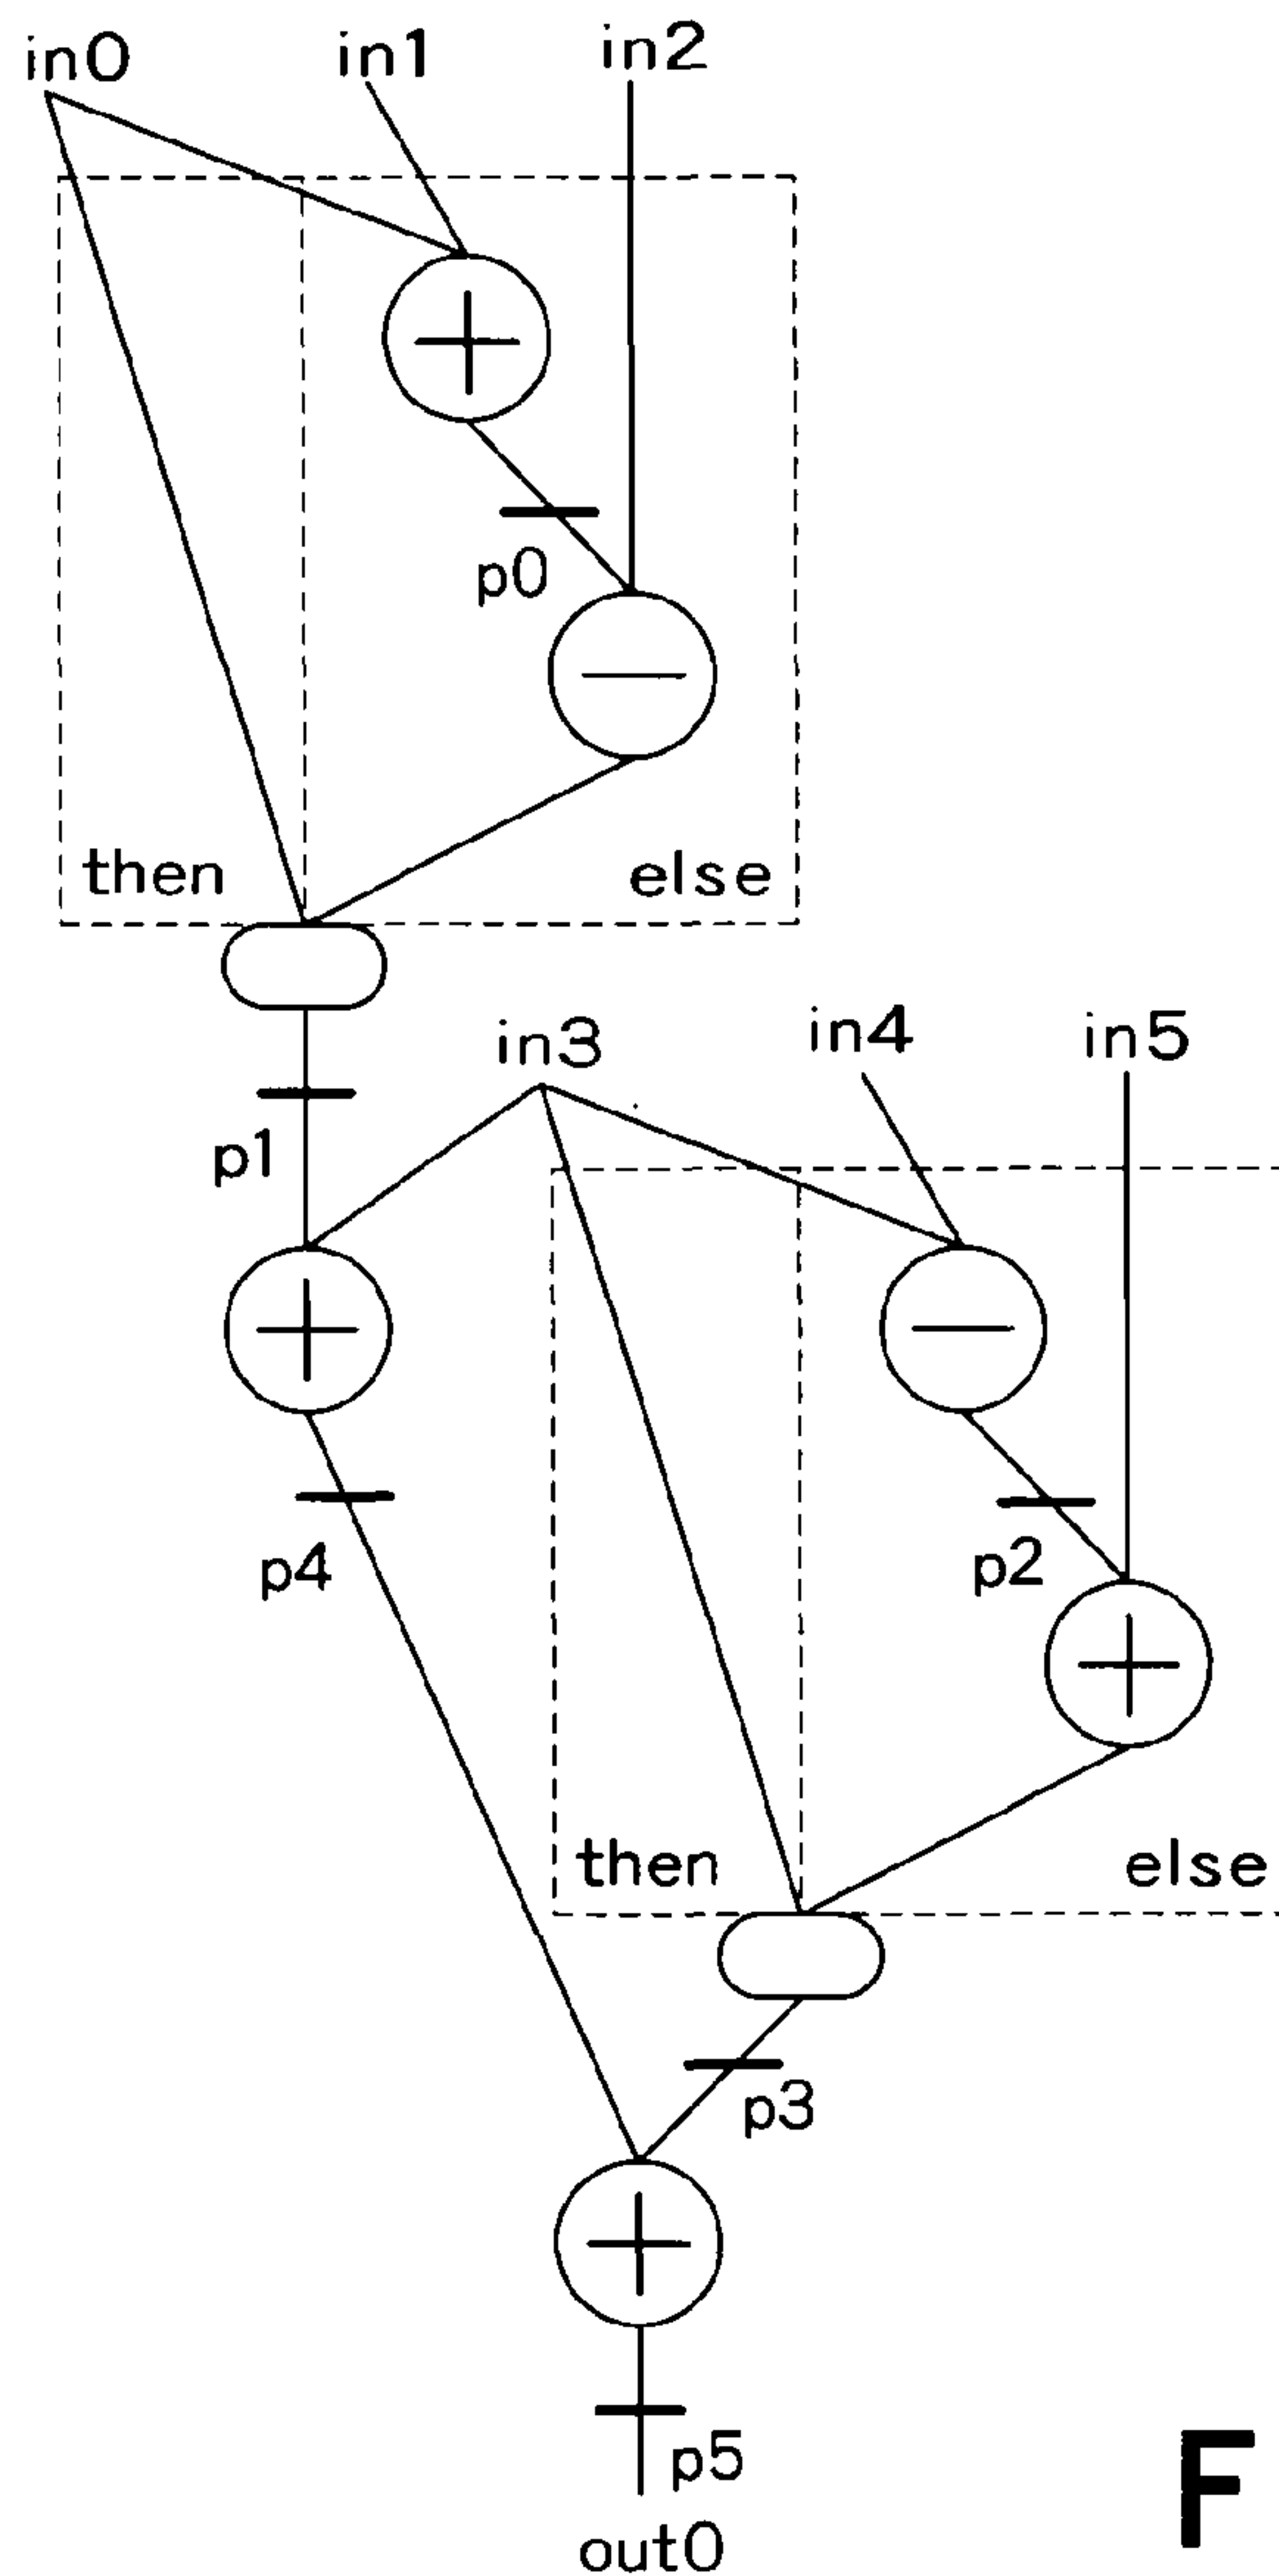 in0 in1 in2
p0
then else
in3 in4 in5
p1
p4 p2
then else
p3
p5
out0
F